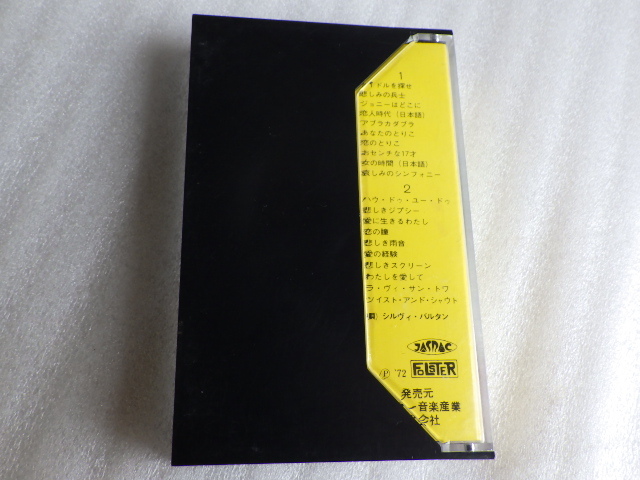 1
ドルを探せ
悲しみの兵士
ジョニーはどこに
恋人時代(日本語)
アブラカダブラ
あなたのとりこ
恋のとりこ
おセンチな17才
女の時間(日本語)
哀しみのシンフォニー
2
ハウ・ドゥ・ユー・ドゥ
悲しきジプシー
愛に生きるわたし
恋の瞳
悲しき雨音
愛の経験
悲しきスクリーン
わたしを愛して
ラ・ヴィ・サン・トワ
ツイスト・アンド・シャウト
(唄) シルヴィ・バルタン
JASRAC
Ⓟ '72 FOLSTER
発売元
ー音楽産業
会社